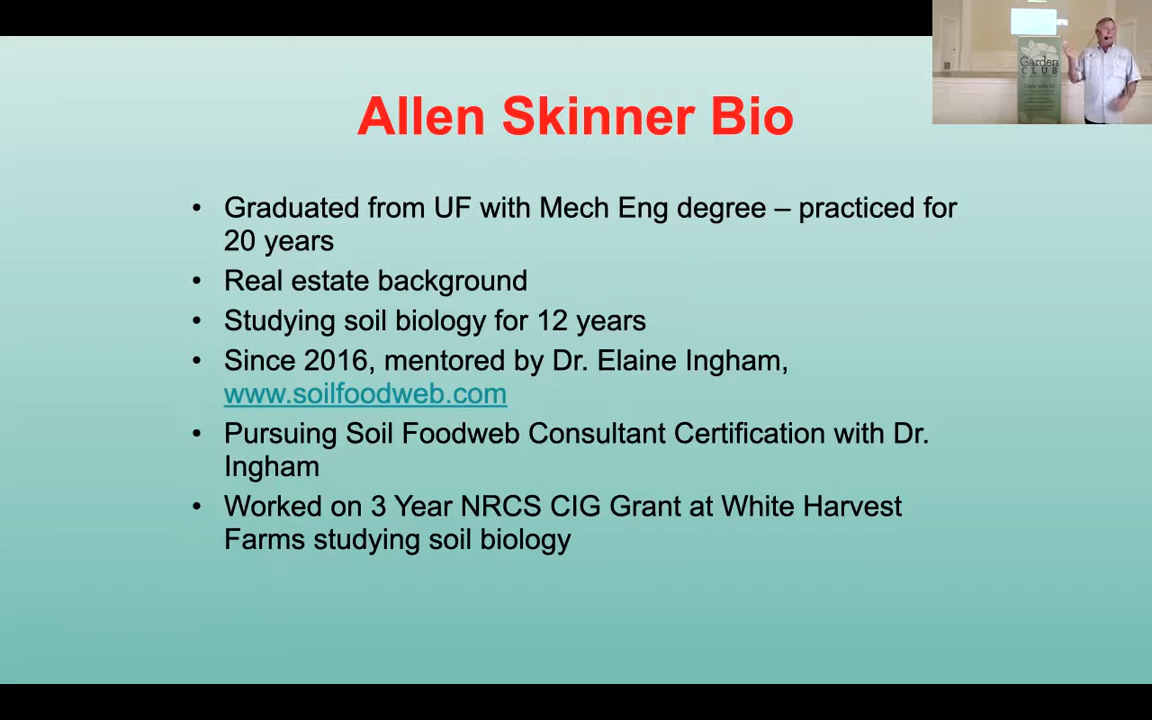 Allen Skinner Bio
• Graduated from UF with Mech Eng degree – practiced for
20 years
• Real estate background
• Studying soil biology for 12 years
• Since 2016, mentored by Dr. Elaine Ingham,
www.soilfoodweb.com
• Pursuing Soil Foodweb Consultant Certification with Dr.
Ingham
• Worked on 3 Year NRCS CIG Grant at White Harvest
Farms studying soil biology
Garden
CLUB